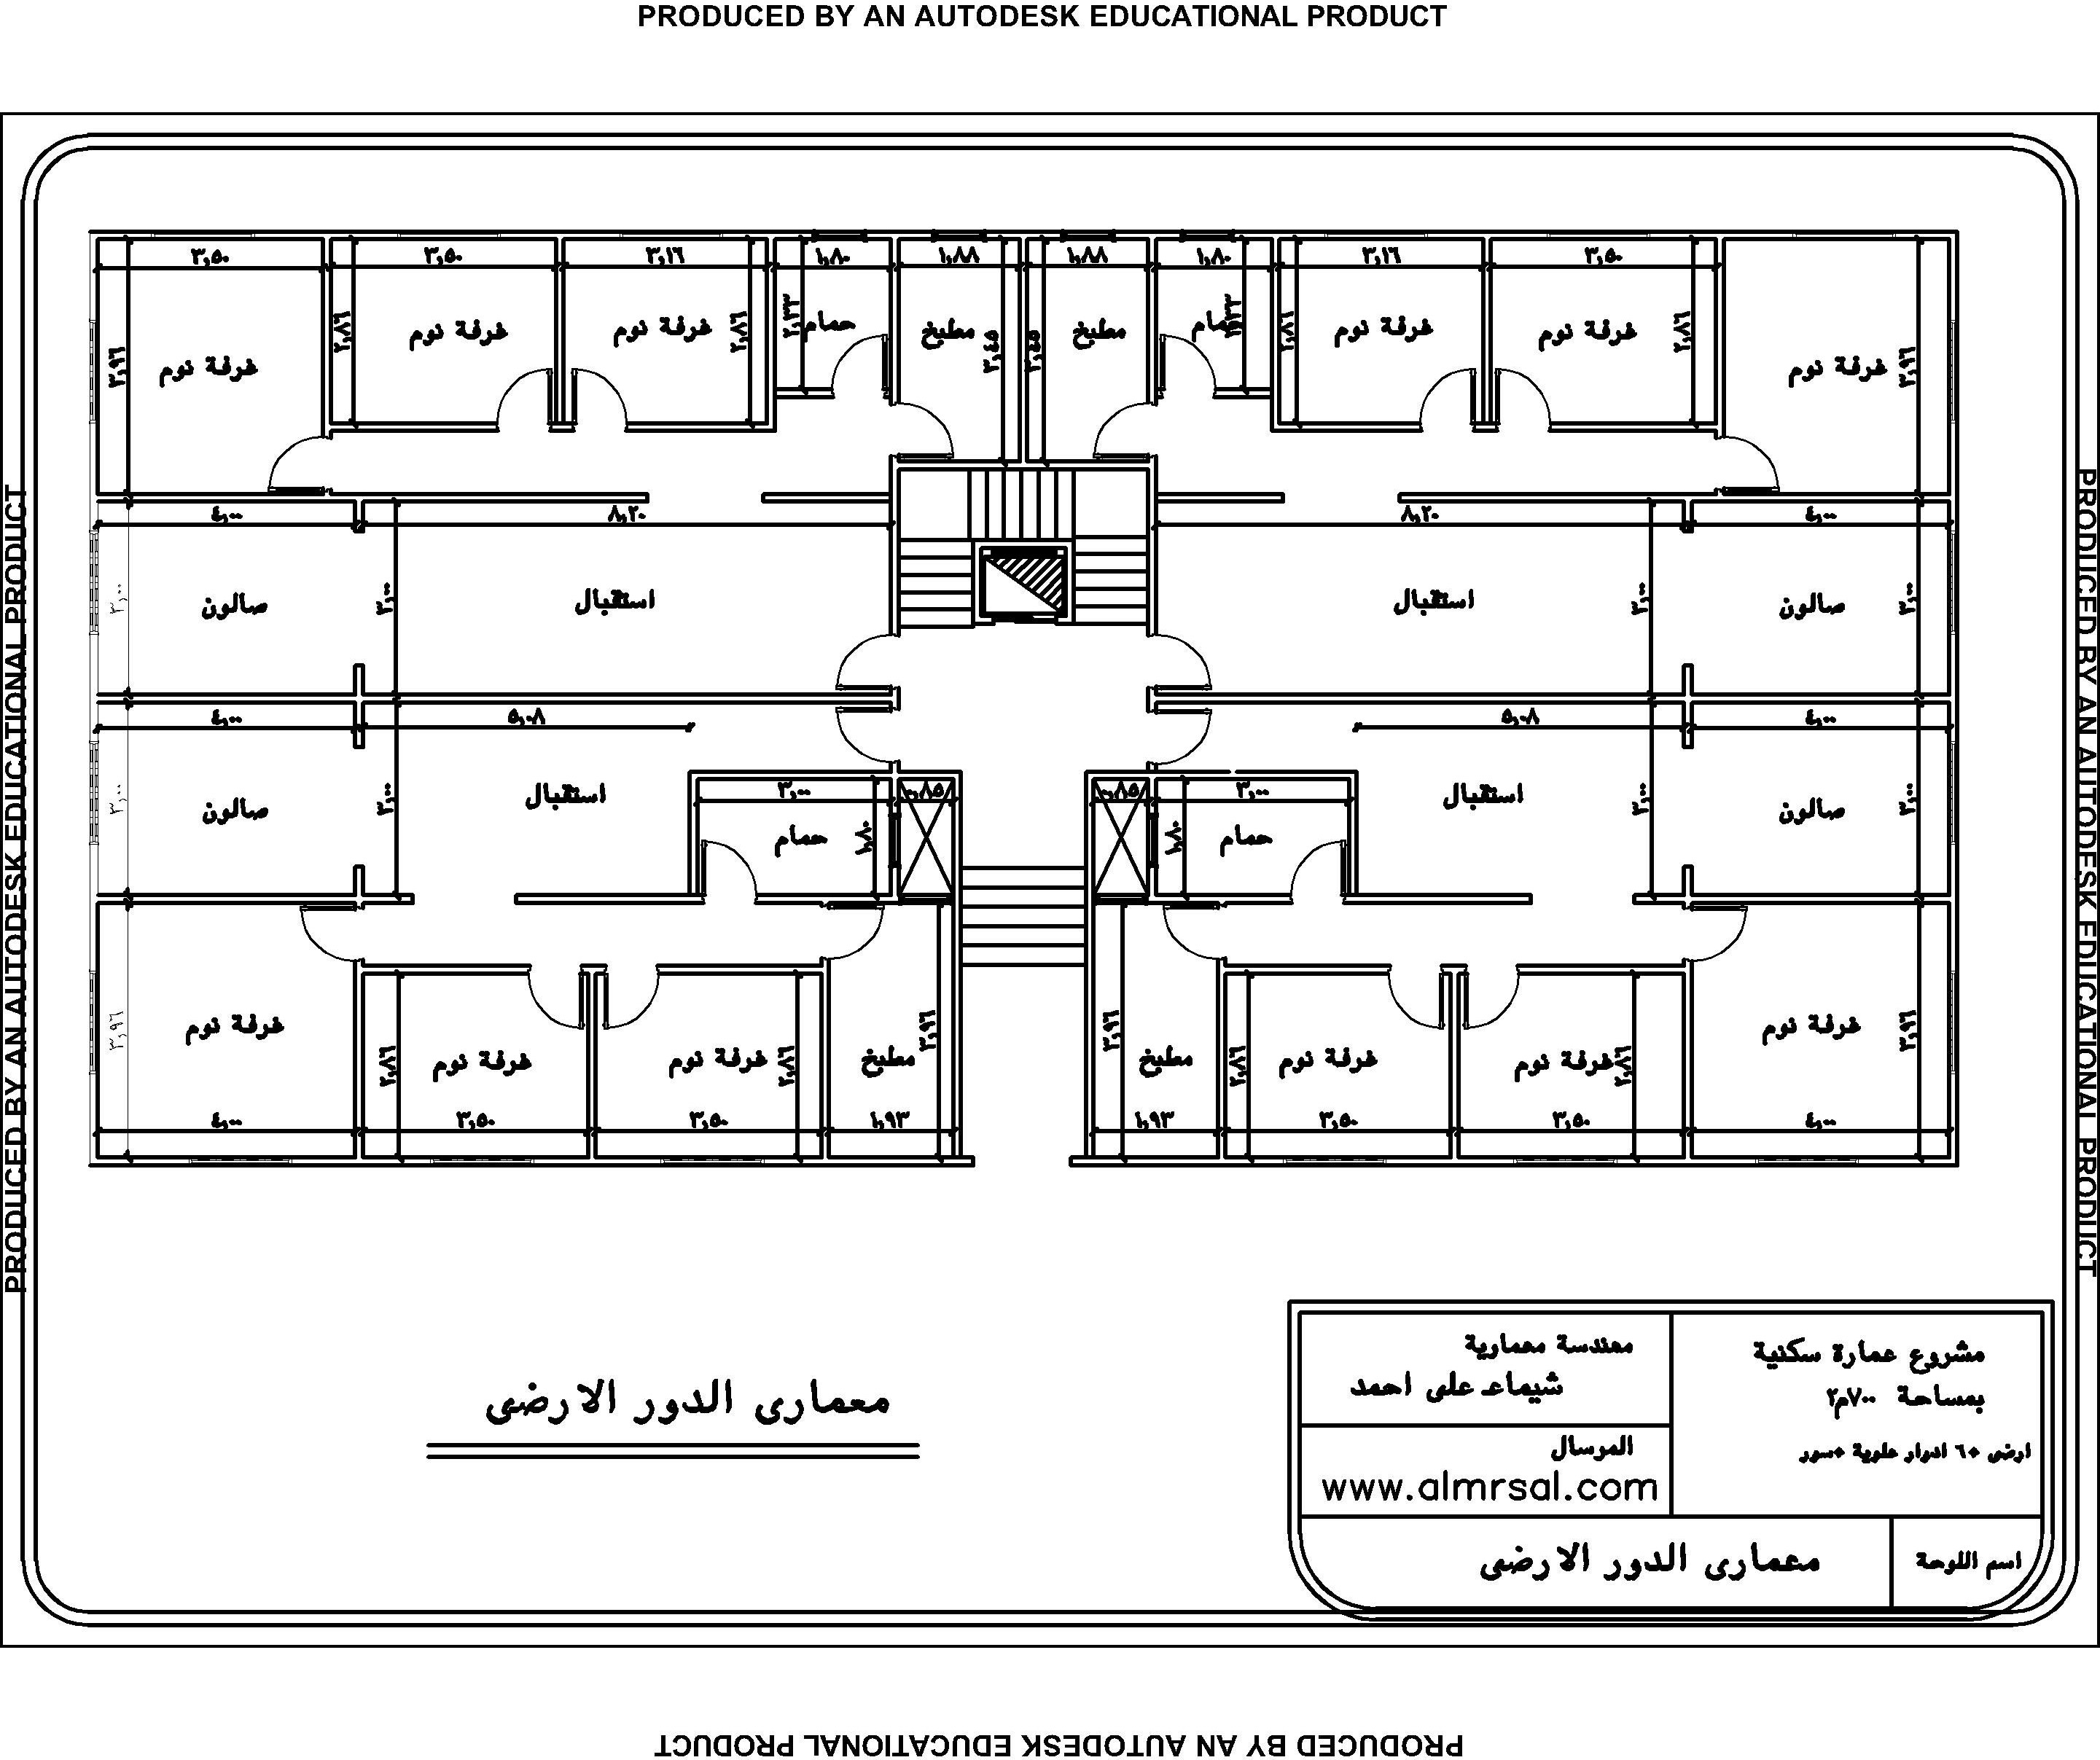 PRODUCED BY AN AUTODESK EDUCATIONAL PRODUCT
PRODUCED BY AN AUTODESK EDUCATIONAL PRODUCT
PRODUCED BY AN AUTODESK EDUCATIONAL PRODUCT
٣,٥٠ ٣,٥٠ ٣,١٦ ١,٨٠ ١,٨٨ ١,٨٨ ١,٨٠ ٣,١٦ ٣,٥٠
٣,٩٦ ٢,٨٦ ٢,٨٦ ٢,٣٣ ٣,٤٥ ٣,٤٥ ٢,٣٣ ٢,٨٦ ٢,٨٦ ٣,٩٦
غرفة نوم غرفة نوم غرفة نوم حمام مطبخ مطبخ حمام غرفة نوم غرفة نوم غرفة نوم
٤,٠٠ ٨,٢٠ ٨,٢٠ ٤,٠٠
٣,٠٠ ٣,٠٠ ٣,٠٠ ٣,٠٠
صالون استقبال استقبال صالون
٤,٠٠ ٥,٠٨ ٥,٠٨ ٤,٠٠
٣,٠٠ ٣,٠٠ ٣,٠٠ ٣,٠٠
صالون استقبال استقبال صالون
٣,٠٠ ٠,٨٥ ٠,٨٥ ٣,٠٠
حمام ١,٨٠ ١,٨٠ حمام
٣,٩٦ غرفة نوم ٣,٩٦ ٣,٩٦ غرفة نوم ٣,٩٦
٢,٨٦ غرفة نوم غرفة نوم ٢,٨٦ مطبخ مطبخ ٢,٨٦ غرفة نوم غرفة نوم ٢,٨٦
٤,٠٠ ٣,٥٠ ٣,٥٠ ١,٩٣ ١,٩٣ ٣,٥٠ ٣,٥٠ ٤,٠٠
معمارى الدور الارضى
مشروع عمارة سكنية
بمساحة ٧٠٠م٢
ارضى +٦ ادوار علوية +سور
مهندسة معمارية
شيماء على احمد
المرسال
www.almrsal.com
اسم اللوحة
معمارى الدور الارضى
PRODUCED BY AN AUTODESK EDUCATIONAL PRODUCT